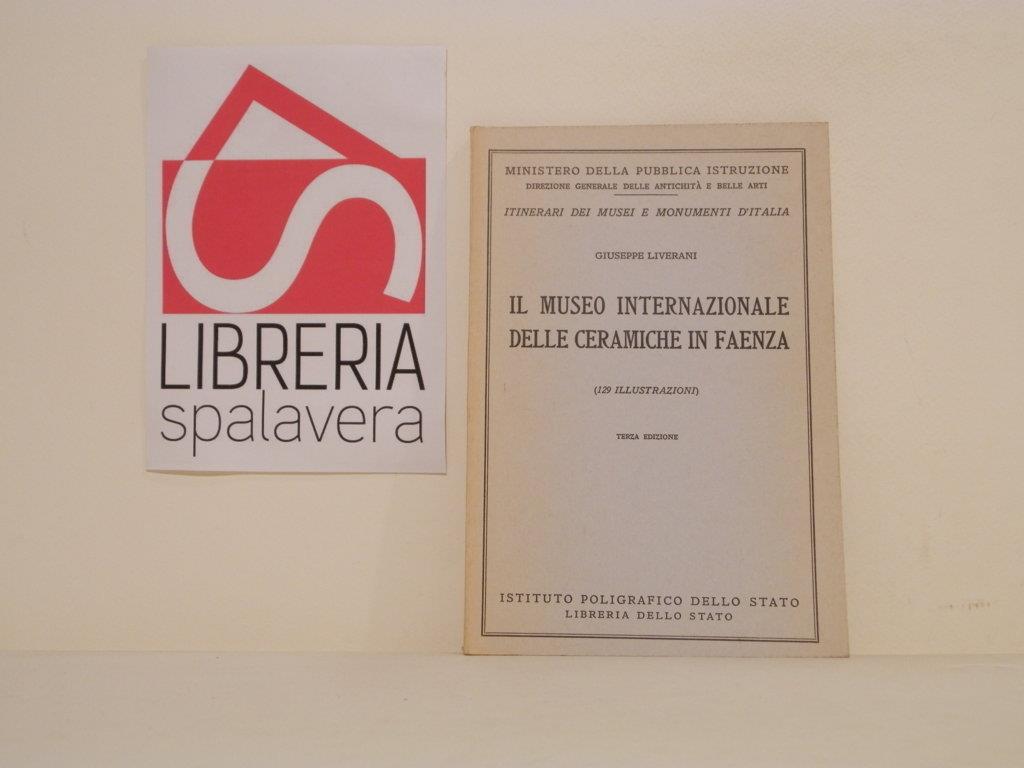 LIBRERIA
spalavera
MINISTERO DELLA PUBBLICA ISTRUZIONE
DIREZIONE GENERALE DELLE ANTICHITÀ E BELLE ARTI
ITINERARI DEI MUSEI E MONUMENTI D'ITALIA
GIUSEPPE LIVERANI
IL MUSEO INTERNAZIONALE
DELLE CERAMICHE IN FAENZA
(129 ILLUSTRAZIONI)
TERZA EDIZIONE
ISTITUTO POLIGRAFICO DELLO STATO
LIBRERIA DELLO STATO